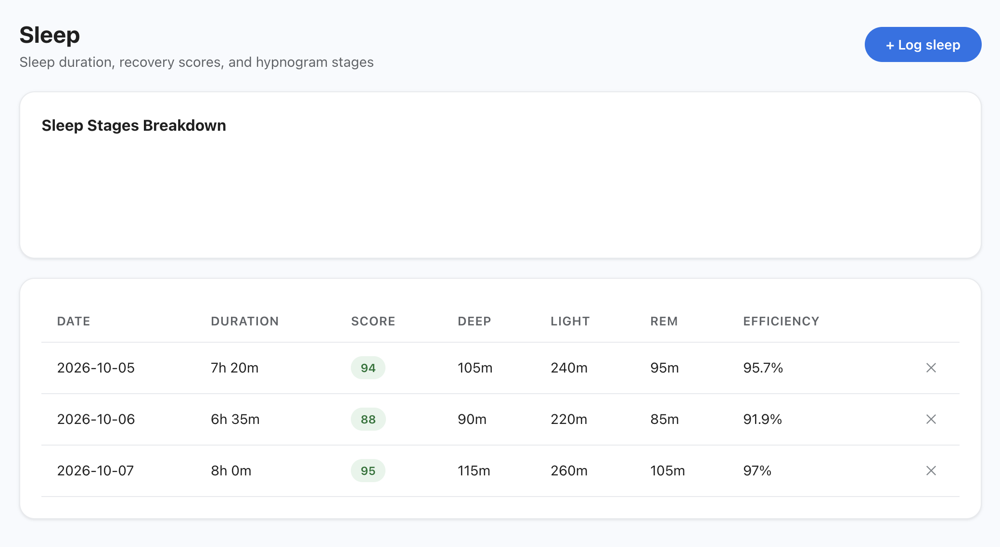 Sleep
Sleep duration, recovery scores, and hypnogram stages
+ Log sleep
Sleep Stages Breakdown
DATE DURATION SCORE DEEP LIGHT REM EFFICIENCY
2026-10-05 7h 20m 94 105m 240m 95m 95.7%
2026-10-06 6h 35m 88 90m 220m 85m 91.9%
2026-10-07 8h 0m 95 115m 260m 105m 97%